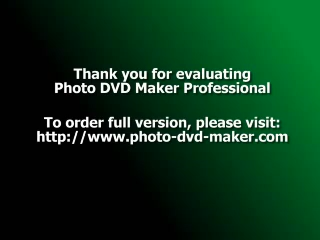 Thank you for evaluating
Photo DVD Maker Professional
To order full version, please visit:
http://www.photo-dvd-maker.com